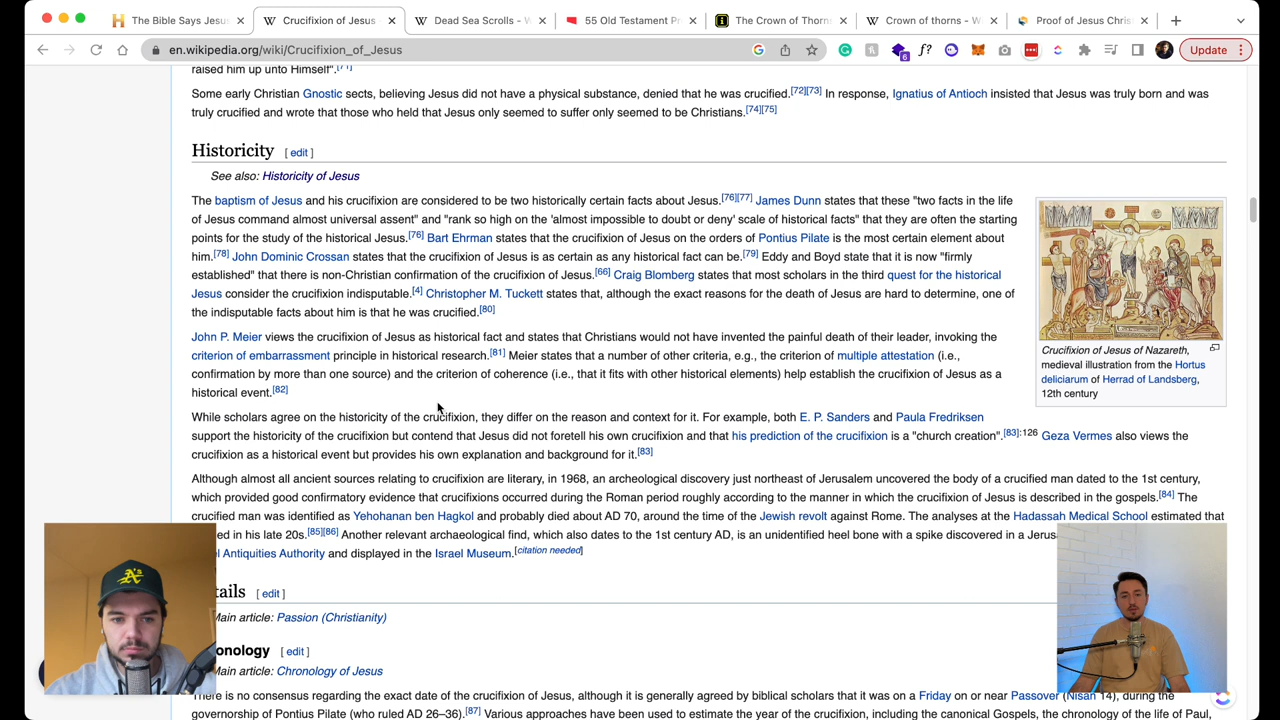 The Bible Says Jesus
Crucifixion of Jesus -
Dead Sea Scrolls - W
55 Old Testament Pr
The Crown of Thorn
Crown of thorns - W
Proof of Jesus Chris
en.wikipedia.org/wiki/Crucifixion_of_Jesus
6
f?
Update
raised him up unto Himself".[71]
Some early Christian Gnostic sects, believing Jesus did not have a physical substance, denied that he was crucified.[72][73] In response, Ignatius of Antioch insisted that Jesus was truly born and was
truly crucified and wrote that those who held that Jesus only seemed to suffer only seemed to be Christians.[74][75]
Historicity [ edit ]
See also: Historicity of Jesus
The baptism of Jesus and his crucifixion are considered to be two historically certain facts about Jesus.[76][77] James Dunn states that these "two facts in the life
of Jesus command almost universal assent" and "rank so high on the 'almost impossible to doubt or deny' scale of historical facts" that they are often the starting
points for the study of the historical Jesus.[76] Bart Ehrman states that the crucifixion of Jesus on the orders of Pontius Pilate is the most certain element about
him.[78] John Dominic Crossan states that the crucifixion of Jesus is as certain as any historical fact can be.[79] Eddy and Boyd state that it is now "firmly
established" that there is non-Christian confirmation of the crucifixion of Jesus.[66] Craig Blomberg states that most scholars in the third quest for the historical
Jesus consider the crucifixion indisputable.[4] Christopher M. Tuckett states that, although the exact reasons for the death of Jesus are hard to determine, one of
the indisputable facts about him is that he was crucified.[80]
John P. Meier views the crucifixion of Jesus as historical fact and states that Christians would not have invented the painful death of their leader, invoking the
criterion of embarrassment principle in historical research.[81] Meier states that a number of other criteria, e.g., the criterion of multiple attestation (i.e.,
confirmation by more than one source) and the criterion of coherence (i.e., that it fits with other historical elements) help establish the crucifixion of Jesus as a
historical event.[82]
Crucifixion of Jesus of Nazareth,
medieval illustration from the Hortus
deliciarum of Herrad of Landsberg,
12th century
While scholars agree on the historicity of the crucifixion, they differ on the reason and context for it. For example, both E. P. Sanders and Paula Fredriksen
support the historicity of the crucifixion but contend that Jesus did not foretell his own crucifixion and that his prediction of the crucifixion is a "church creation".[83]:126 Geza Vermes also views the
crucifixion as a historical event but provides his own explanation and background for it.[83]
Although almost all ancient sources relating to crucifixion are literary, in 1968, an archeological discovery just northeast of Jerusalem uncovered the body of a crucified man dated to the 1st century,
which provided good confirmatory evidence that crucifixions occurred during the Roman period roughly according to the manner in which the crucifixion of Jesus is described in the gospels.[84] The
crucified man was identified as Yehohanan ben Hagkol and probably died about AD 70, around the time of the Jewish revolt against Rome. The analyses at the Hadassah Medical School estimated that
ed in his late 20s.[85][86] Another relevant archaeological find, which also dates to the 1st century AD, is an unidentified heel bone with a spike discovered in a Jerus
el Antiquities Authority and displayed in the Israel Museum.[citation needed]
tails [ edit ]
Main article: Passion (Christianity)
onology [ edit ]
Main article: Chronology of Jesus
There is no consensus regarding the exact date of the crucifixion of Jesus, although it is generally agreed by biblical scholars that it was on a Friday on or near Passover (Nisan 14), during the
governorship of Pontius Pilate (who ruled AD 26–36).[87] Various approaches have been used to estimate the year of the crucifixion, including the canonical Gospels, the chronology of the life of Paul
A's